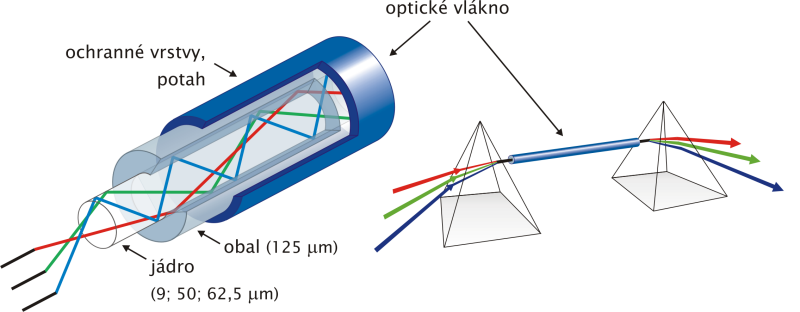 optické vlákno
ochranné vrstvy,
potah
obal (125 μm)
jádro
(9; 50; 62,5 μm)